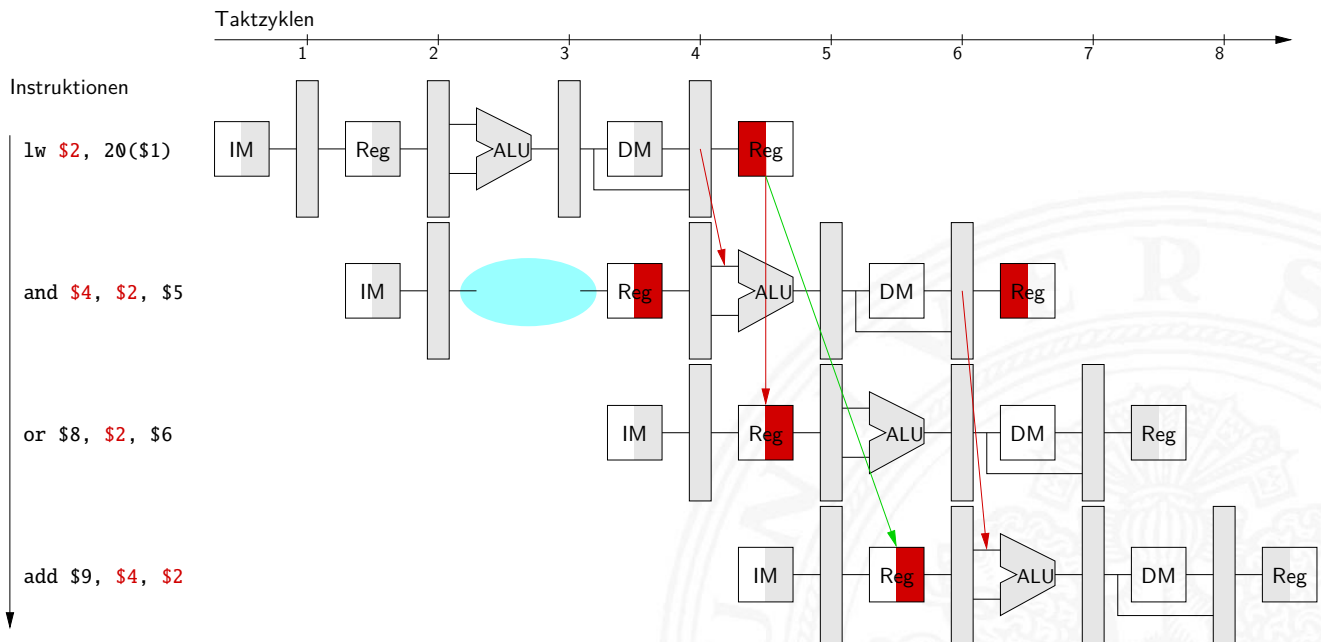 Taktzyklen
1 2 3 4 5 6 7 8
Instruktionen
lw $2, 20($1) IM Reg ALU DM Reg
and $4, $2, $5 IM Reg ALU DM Reg
or $8, $2, $6 IM Reg ALU DM Reg
add $9, $4, $2 IM Reg ALU DM Reg